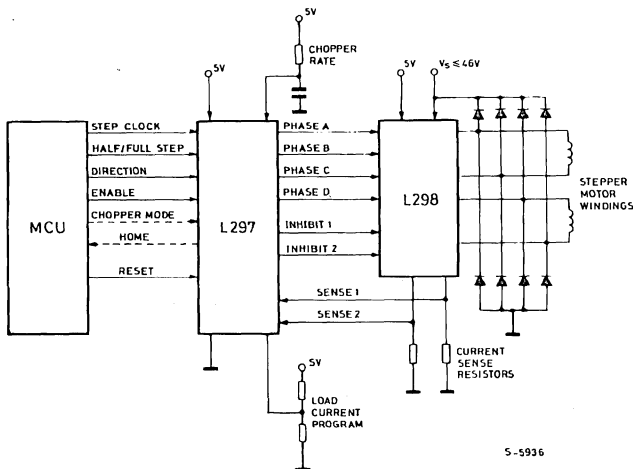 5V
CHOPPER
RATE
5V
5V
Vs ≤ 46V
MCU
STEP CLOCK
HALF/FULL STEP
DIRECTION
ENABLE
CHOPPER MODE
HOME
RESET
L297
PHASE A
PHASE B
PHASE C
PHASE D
INHIBIT 1
INHIBIT 2
SENSE 1
SENSE 2
L298
STEPPER
MOTOR
WINDINGS
CURRENT
SENSE
RESISTORS
5V
LOAD
CURRENT
PROGRAM
S-5936